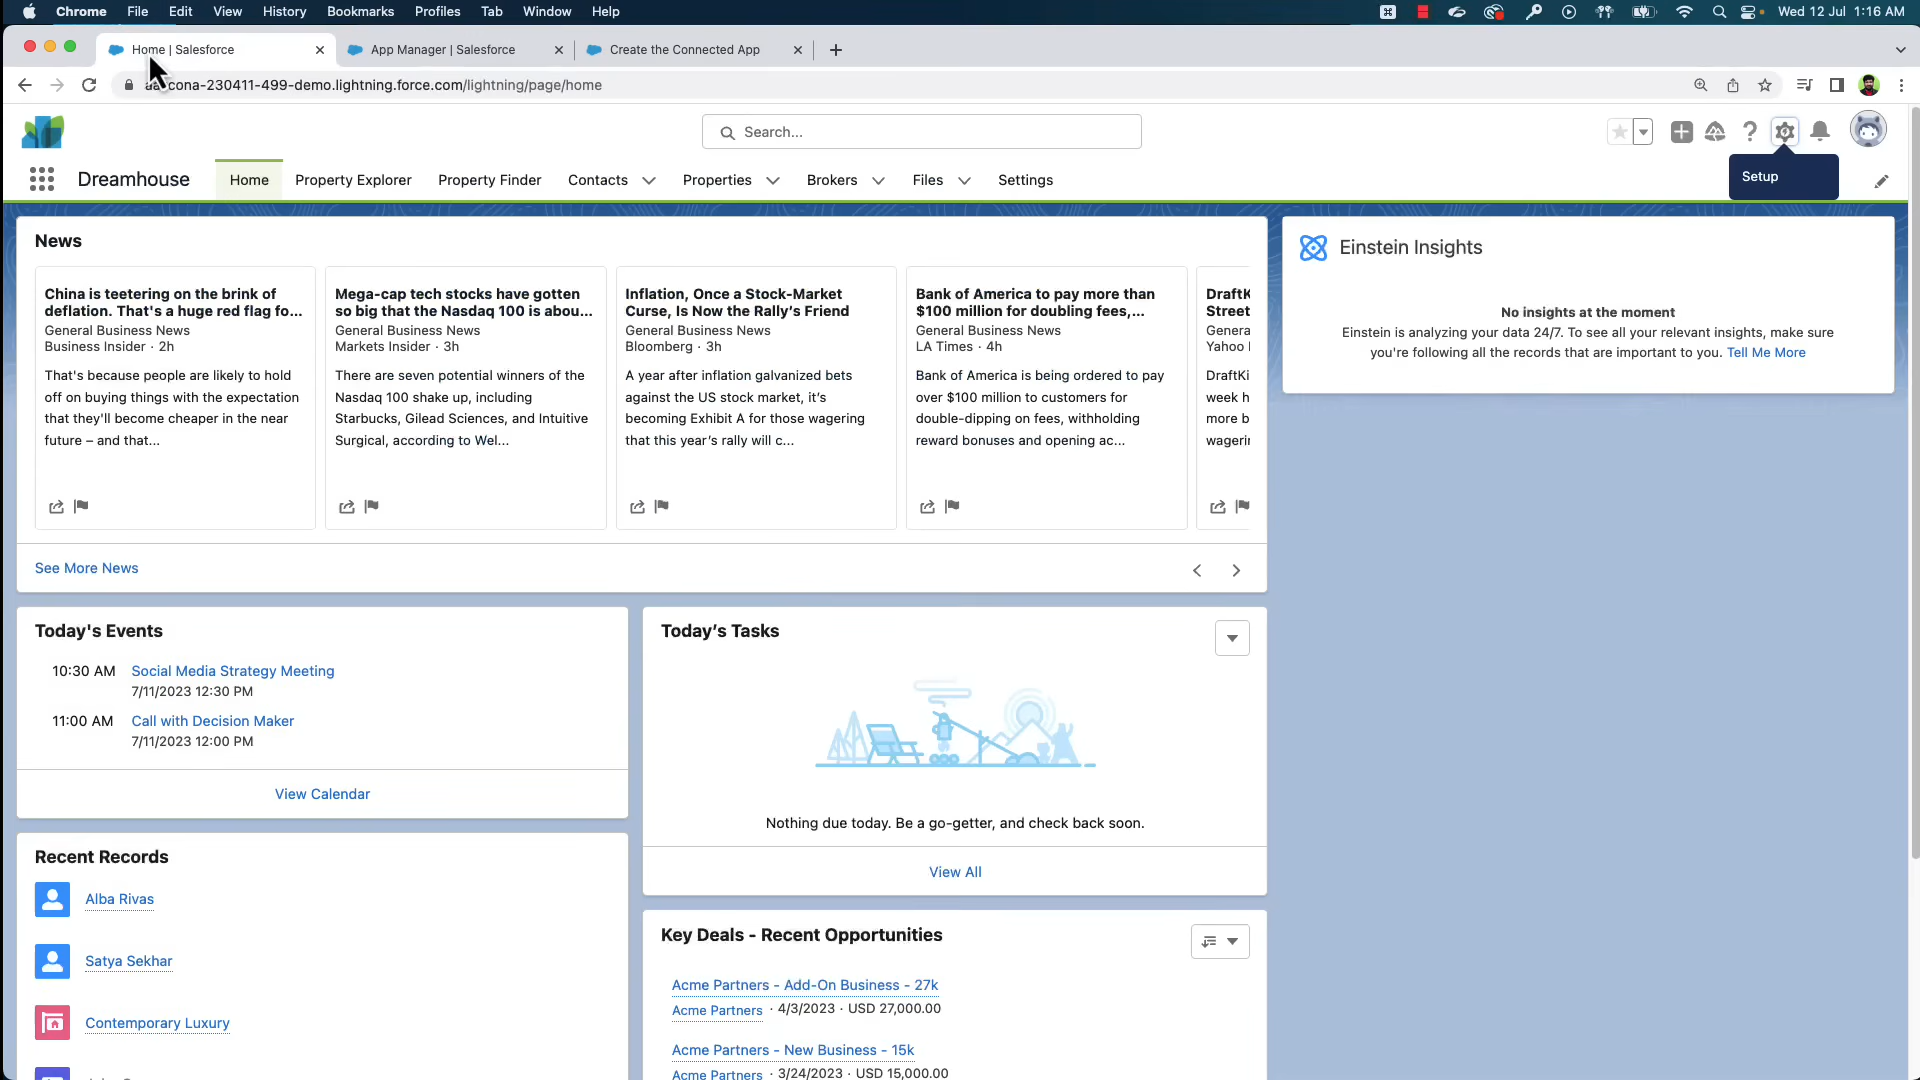 Chrome File Edit View History Bookmarks Profiles Tab Window Help Wed 12 Jul 1:16 AM
Home | Salesforce App Manager | Salesforce Create the Connected App
cona-230411-499-demo.lightning.force.com/lightning/page/home
Search...
Dreamhouse Home Property Explorer Property Finder Contacts Properties Brokers Files Settings
Setup
News
China is teetering on the brink of
deflation. That's a huge red flag fo...
General Business News
Business Insider · 2h
That's because people are likely to hold
off on buying things with the expectation
that they'll become cheaper in the near
future – and that...
Mega-cap tech stocks have gotten
so big that the Nasdaq 100 is abou...
General Business News
Markets Insider · 3h
There are seven potential winners of the
Nasdaq 100 shake up, including
Starbucks, Gilead Sciences, and Intuitive
Surgical, according to Wel...
Inflation, Once a Stock-Market
Curse, Is Now the Rally's Friend
General Business News
Bloomberg · 3h
A year after inflation galvanized bets
against the US stock market, it's
becoming Exhibit A for those wagering
that this year's rally will c...
Bank of America to pay more than
$100 million for doubling fees,...
General Business News
LA Times · 4h
Bank of America is being ordered to pay
over $100 million to customers for
double-dipping on fees, withholding
reward bonuses and opening ac...
DraftK
Street
Genera
Yahoo
DraftKi
week h
more b
wagerin
See More News
Einstein Insights
No insights at the moment
Einstein is analyzing your data 24/7. To see all your relevant insights, make sure
you're following all the records that are important to you. Tell Me More
Today's Events
10:30 AM Social Media Strategy Meeting
7/11/2023 12:30 PM
11:00 AM Call with Decision Maker
7/11/2023 12:00 PM
View Calendar
Today's Tasks
Nothing due today. Be a go-getter, and check back soon.
View All
Recent Records
Alba Rivas
Satya Sekhar
Contemporary Luxury
Key Deals - Recent Opportunities
Acme Partners - Add-On Business - 27k
Acme Partners · 4/3/2023 · USD 27,000.00
Acme Partners - New Business - 15k
Acme Partners · 3/24/2023 · USD 15,000.00